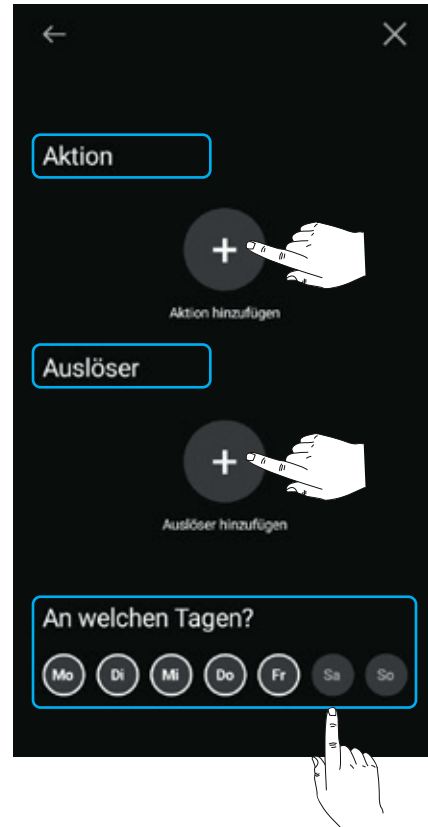 Aktion
+
Aktion hinzufügen
Auslöser
+
Auslöser hinzufügen
An welchen Tagen?
Mo Di Mi Do Fr Sa So